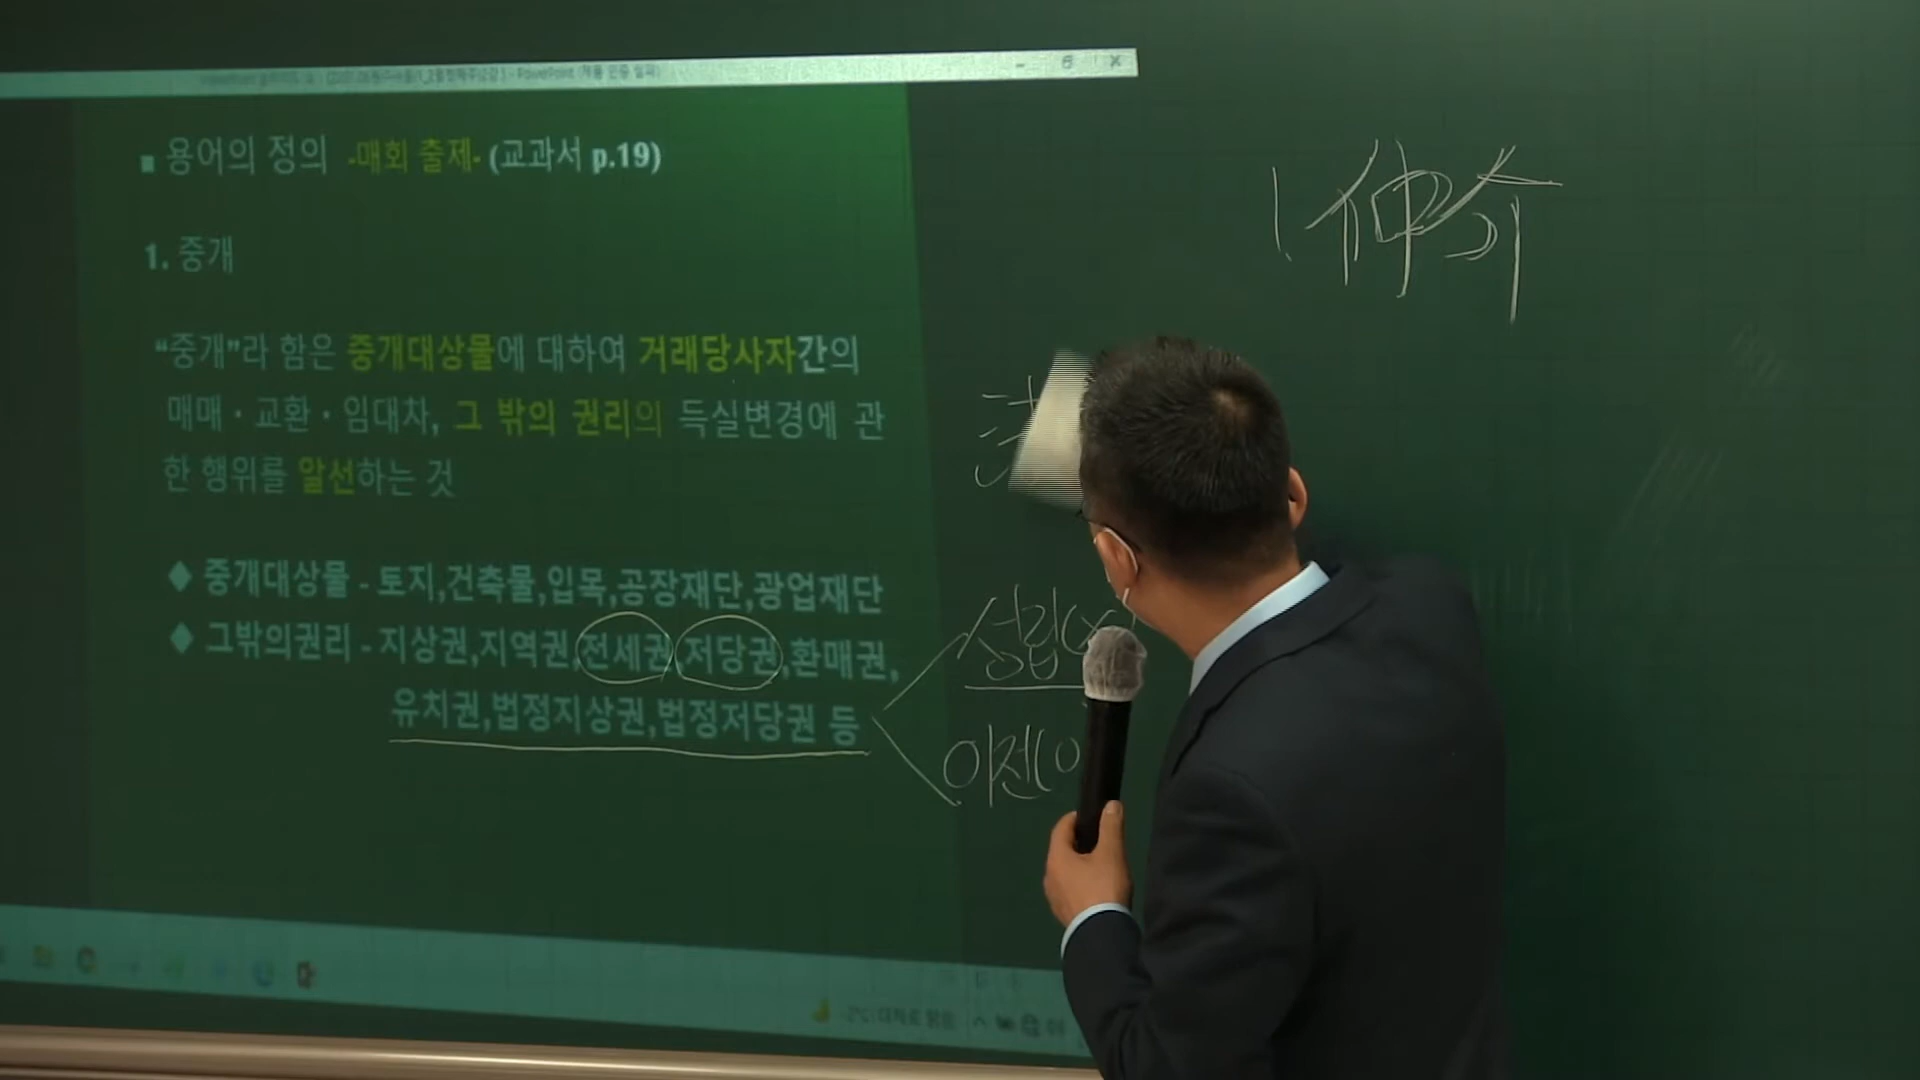 ■ 용어의 정의 -매회 출제- (교과서 p.19)
1. 仲介
1. 중개
“중개”라 함은 중개대상물에 대하여 거래당사자간의
매매 · 교환 · 임대차, 그 밖의 권리의 득실변경에 관
한 행위를 알선하는 것
◆ 중개대상물 - 토지,건축물,입목,공장재단,광업재단
◆ 그밖의권리 - 지상권,지역권,전세권,저당권,환매권,
유치권,법정지상권,법정저당권 등
성립(x
이전(o